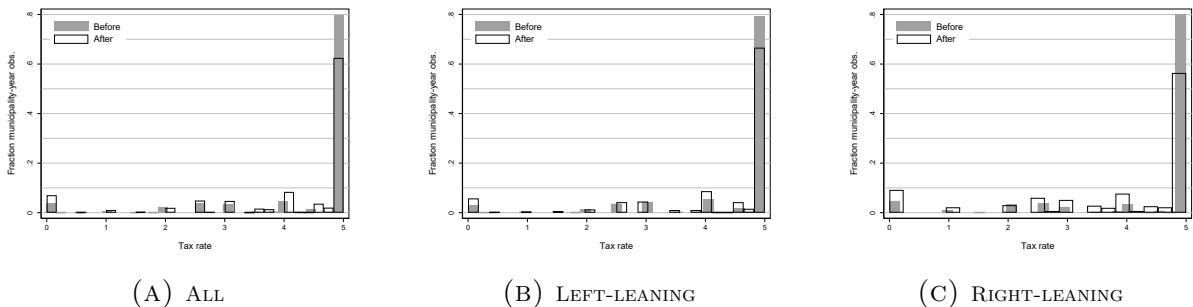 Before
After
Fraction municipality-year obs.
0 .2 .4 .6 .8
0 1 2 3 4 5
Tax rate
(A) ALL
Before
After
Fraction municipality-year obs.
0 .2 .4 .6 .8
0 1 2 3 4 5
Tax rate
(B) LEFT-LEANING
Before
After
Fraction municipality-year obs.
0 .2 .4 .6 .8
0 1 2 3 4 5
Tax rate
(C) RIGHT-LEANING